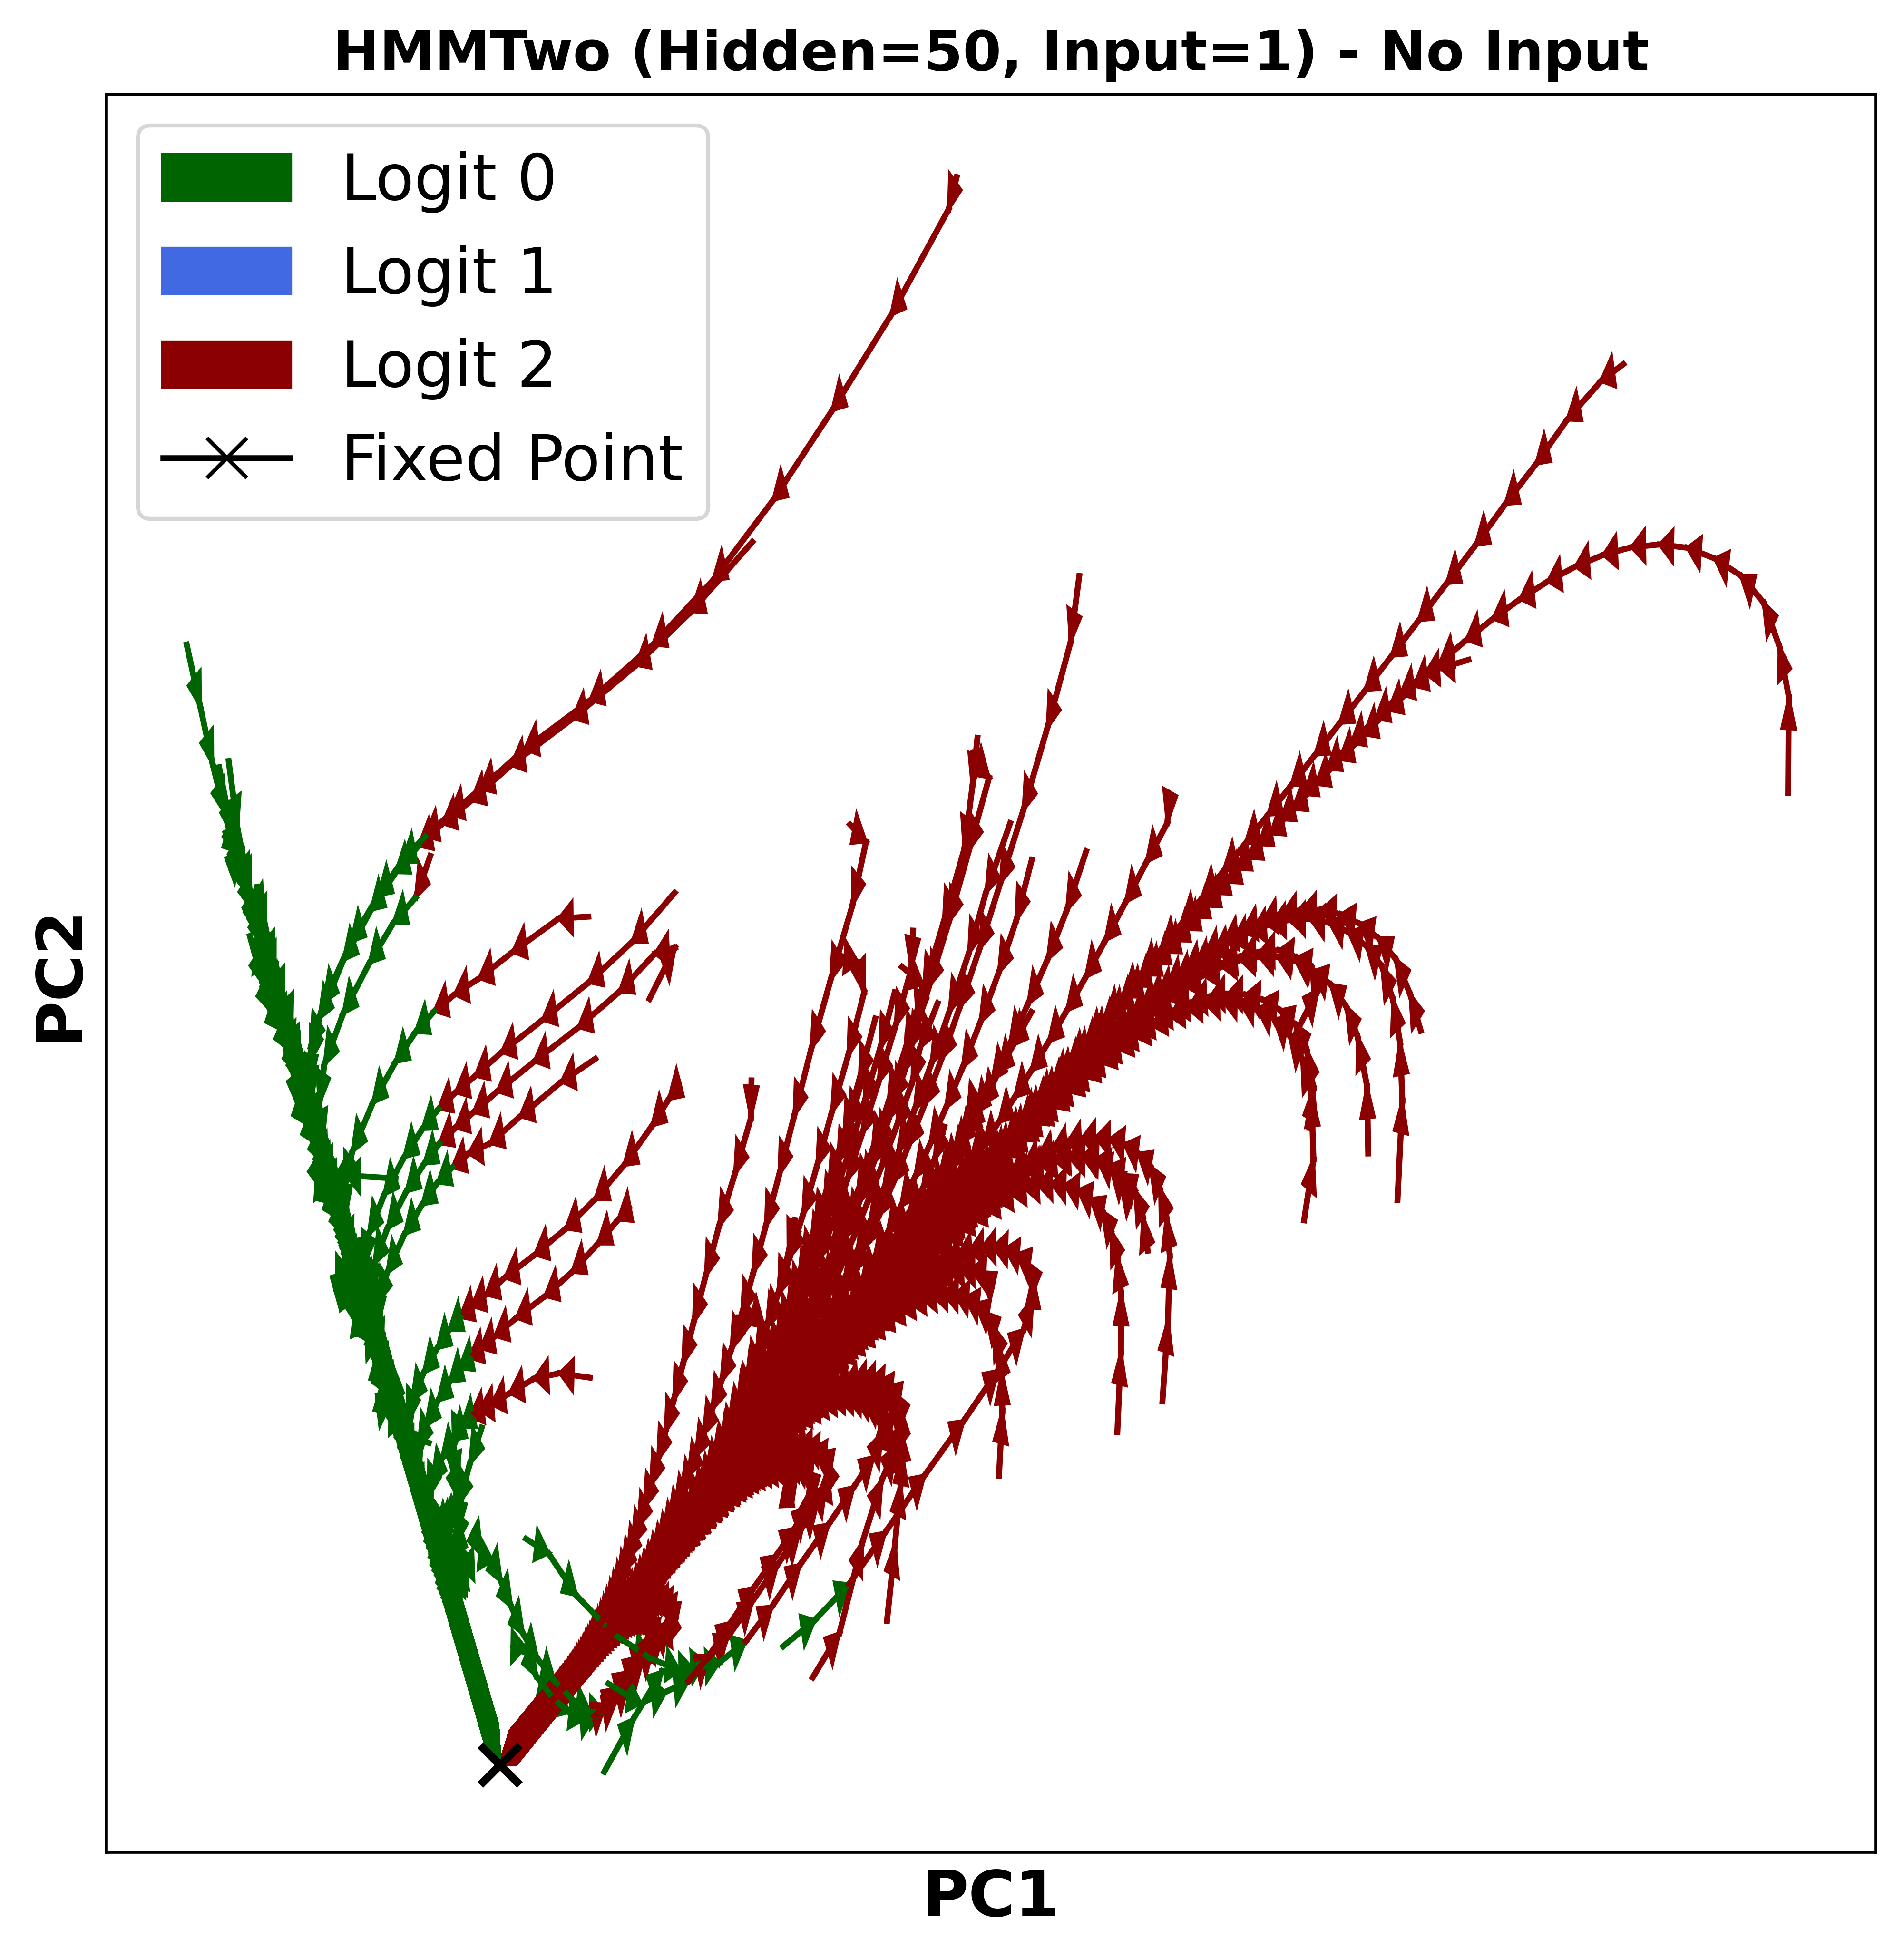 HMMTwo (Hidden=50, Input=1) - No Input
Logit 0
Logit 1
Logit 2
Fixed Point
PC2
PC1